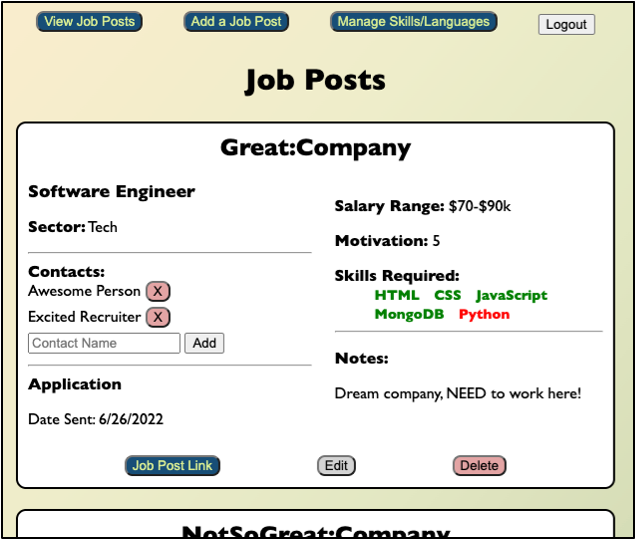 View Job Posts
Add a Job Post
Manage Skills/Languages
Logout
Job Posts
Great:Company
Software Engineer
Sector: Tech
Contacts:
Awesome Person X
Excited Recruiter X
Contact Name Add
Application
Date Sent: 6/26/2022
Salary Range: $70-$90k
Motivation: 5
Skills Required:
HTML CSS JavaScript
MongoDB Python
Notes:
Dream company, NEED to work here!
Job Post Link
Edit
Delete
NotSoGreat:Company